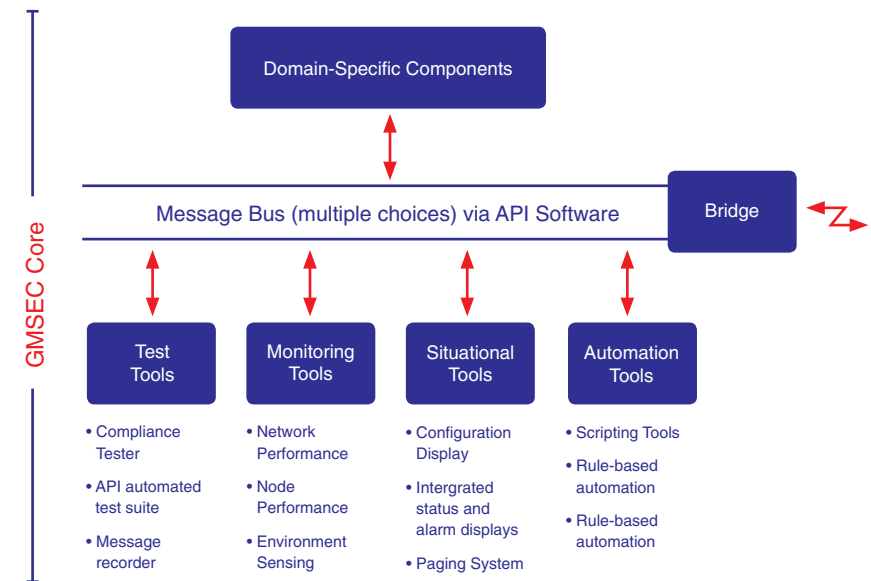 Domain-Specific Components
Message Bus (multiple choices) via API Software
Bridge
GMSEC Core
Test
Tools
Monitoring
Tools
Situational
Tools
Automation
Tools
• Compliance
Tester
• API automated
test suite
• Message
recorder
• Network
Performance
• Node
Performance
• Environment
Sensing
• Configuration
Display
• Intergrated
status and
alarm displays
• Paging System
• Scripting Tools
• Rule-based
automation
• Rule-based
automation